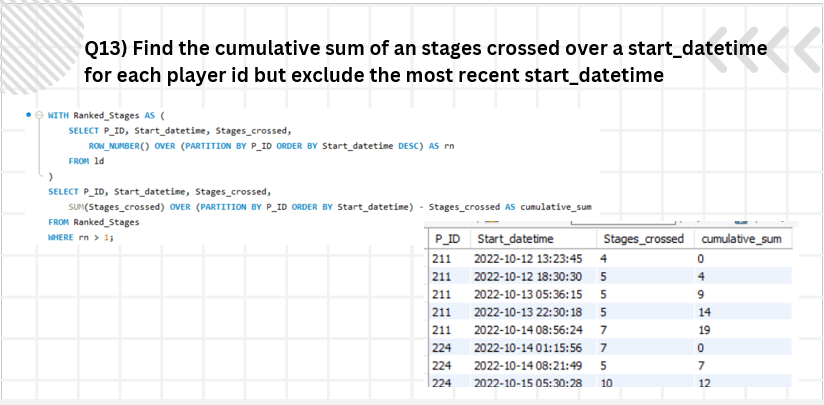 Q13) Find the cumulative sum of an stages crossed over a start_datetime
for each player id but exclude the most recent start_datetime
WITH Ranked_Stages AS (
SELECT P_ID, Start_datetime, Stages_crossed,
ROW_NUMBER() OVER (PARTITION BY P_ID ORDER BY Start_datetime DESC) AS rn
FROM ld
)
SELECT P_ID, Start_datetime, Stages_crossed,
SUM(Stages_crossed) OVER (PARTITION BY P_ID ORDER BY Start_datetime) - Stages_crossed AS cumulative_sum
FROM Ranked_Stages
WHERE rn > 1;
P_ID Start_datetime Stages_crossed cumulative_sum
211 2022-10-12 13:23:45 4 0
211 2022-10-12 18:30:30 5 4
211 2022-10-13 05:36:15 5 9
211 2022-10-13 22:30:18 5 14
211 2022-10-14 08:56:24 7 19
224 2022-10-14 01:15:56 7 0
224 2022-10-14 08:21:49 5 7
224 2022-10-15 05:30:28 10 12